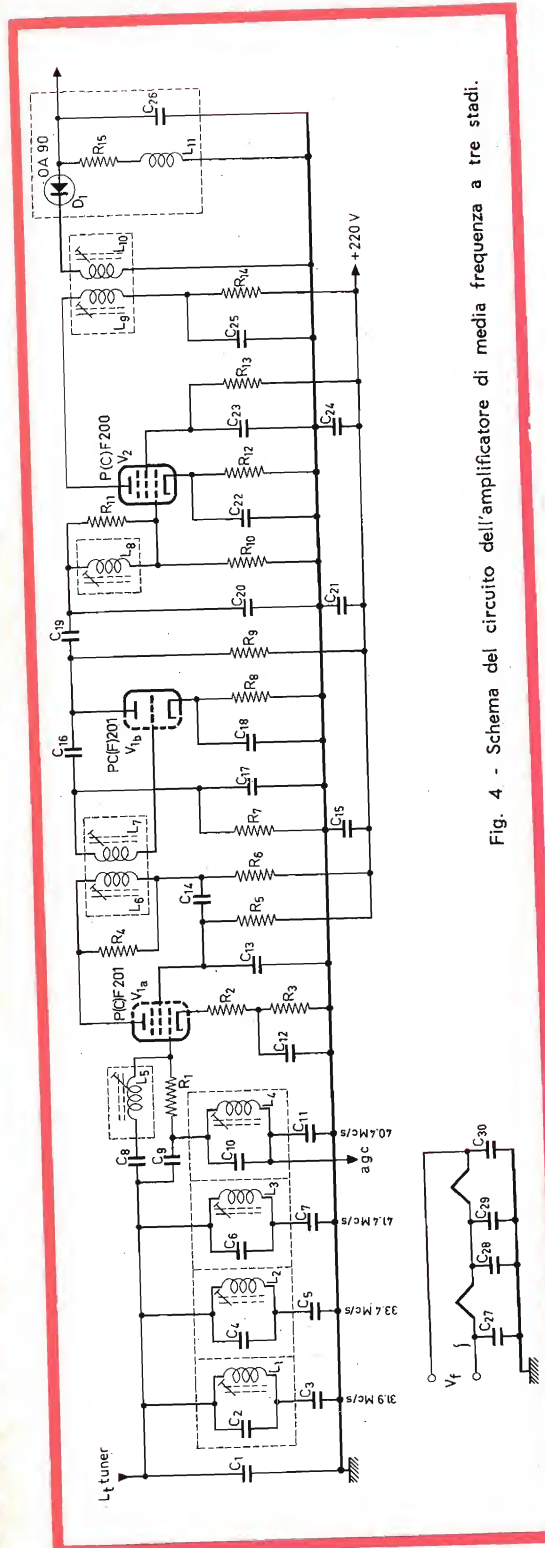 Lt tuner
C1
31.9 Mc/s
C2
L1
C3
33.4 Mc/s
C4
L2
C5
41.4 Mc/s
C6
L3
C7
40.4 Mc/s
C10
L4
C11
agc
C8
C9
L5
R1
P(C)F201
V1a
R2
C12
R3
C13
R4
L6
L7
C14
R5
R6
C15
R7
C17
PC(F)201
V1b
C16
C18
R8
R9
C19
C20
C21
L8
R10
R11
P(C)F200
V2
C22
R12
C23
R13
C24
C25
R14
+220 V
L9
L10
OA 90
D1
R15
L11
C26
Vf
C27
C28
C29
C30
Fig. 4 - Schema del circuito dell'amplificatore di media frequenza a tre stadi.